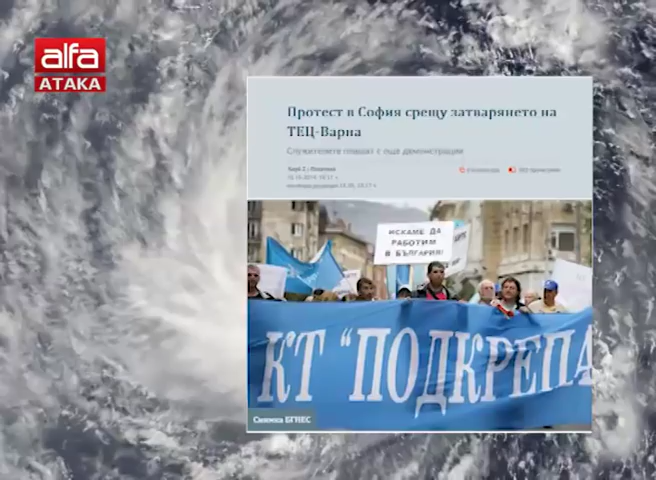 alfa
АТАКА
Протест в София срещу затварянето на
ТЕЦ-Варна
Служителите плашат с още демонстрации
ИСКАМЕ ДА
РАБОТИМ
В БЪЛГАРИЯ!
КТ "ПОДКРЕПА
Снимка БГНЕС